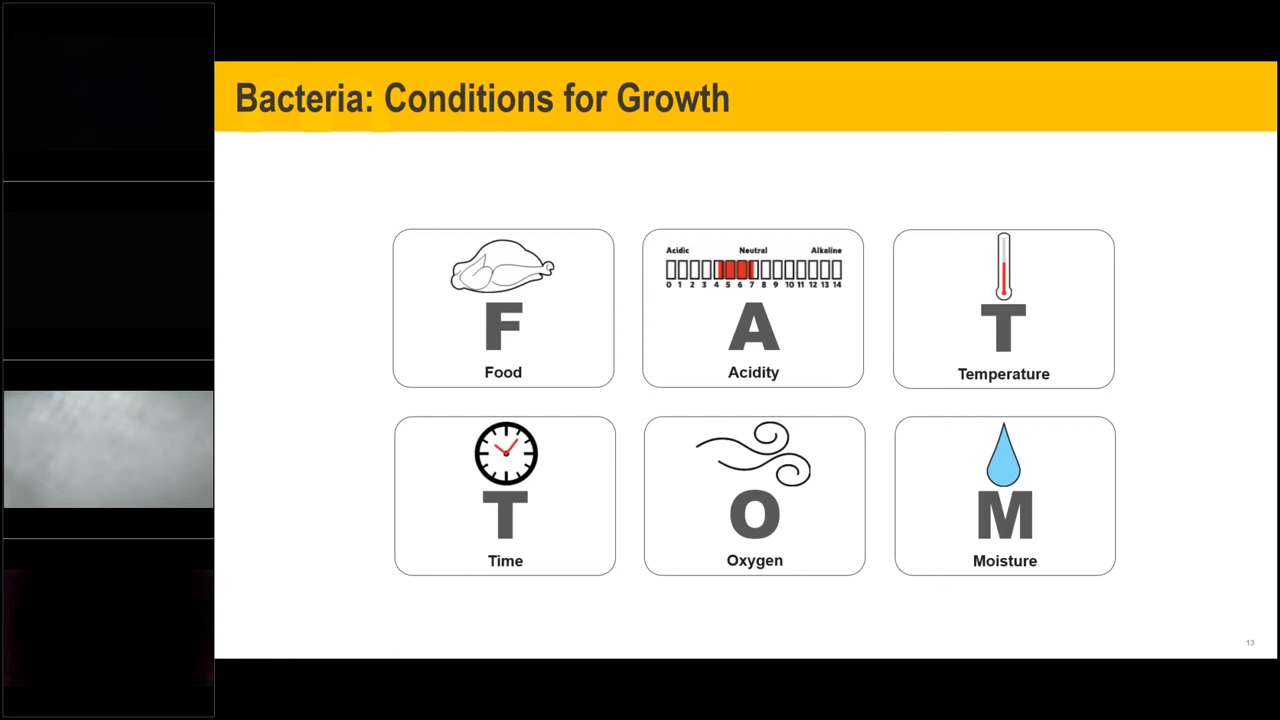 Bacteria: Conditions for Growth
Acidic Neutral Alkaline
0 1 2 3 4 5 6 7 8 9 10 11 12 13 14
F A T
Food Acidity Temperature
T O M
Time Oxygen Moisture
13